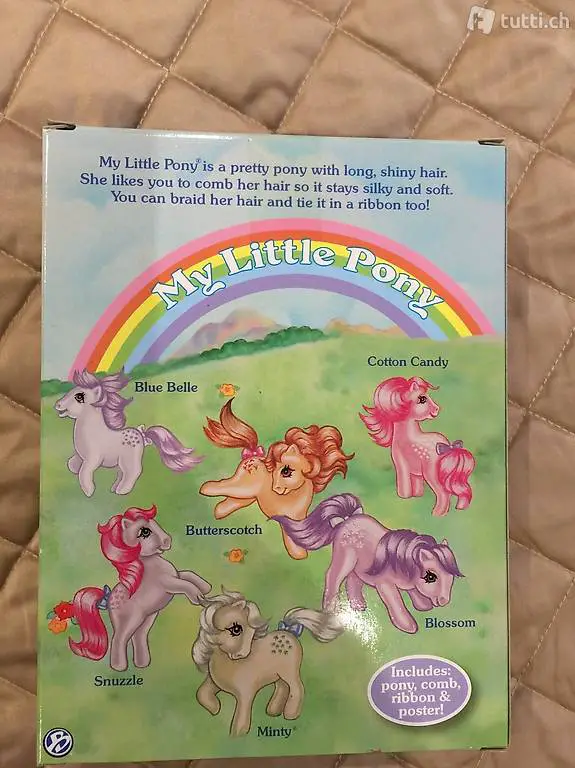 tutti.ch
My Little Pony® is a pretty pony with long, shiny hair.
She likes you to comb her hair so it stays silky and soft.
You can braid her hair and tie it in a ribbon too!
My Little Pony
Cotton Candy
Blue Belle
Butterscotch
Blossom
Snuzzle
Minty®
Includes:
pony, comb,
ribbon &
poster!